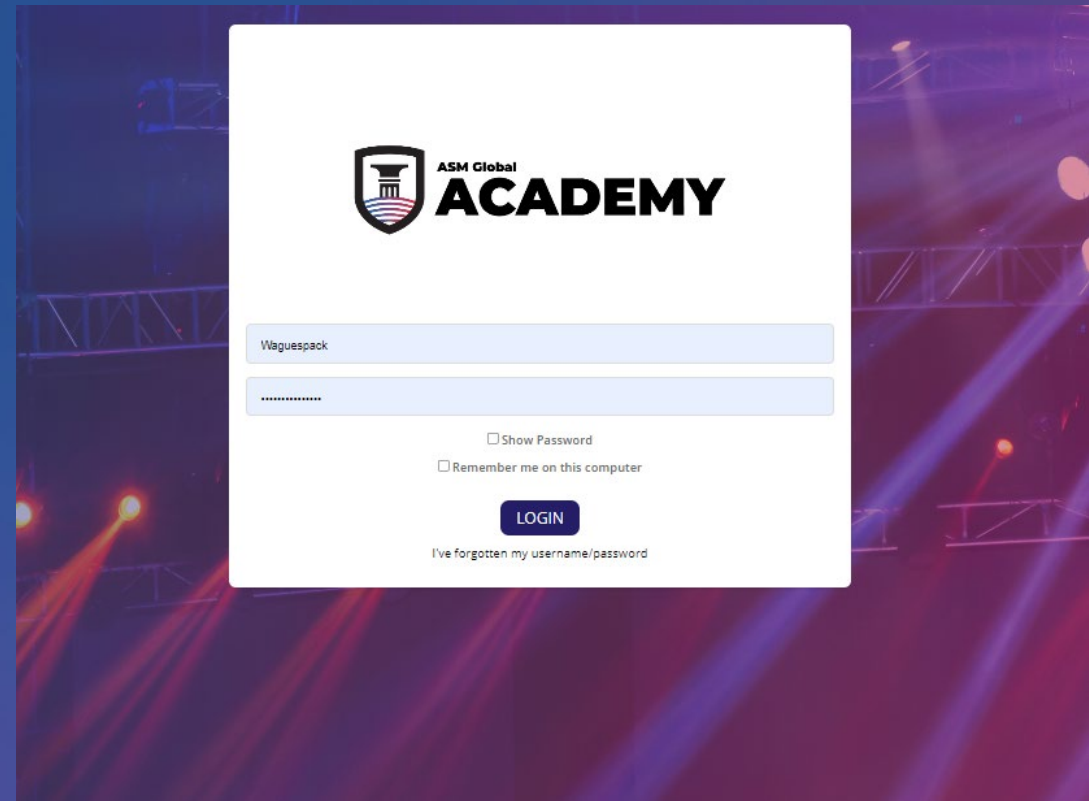 ASM Global
ACADEMY
Waguespack
•••••••••••••••
Show Password
Remember me on this computer
LOGIN
I've forgotten my username/password